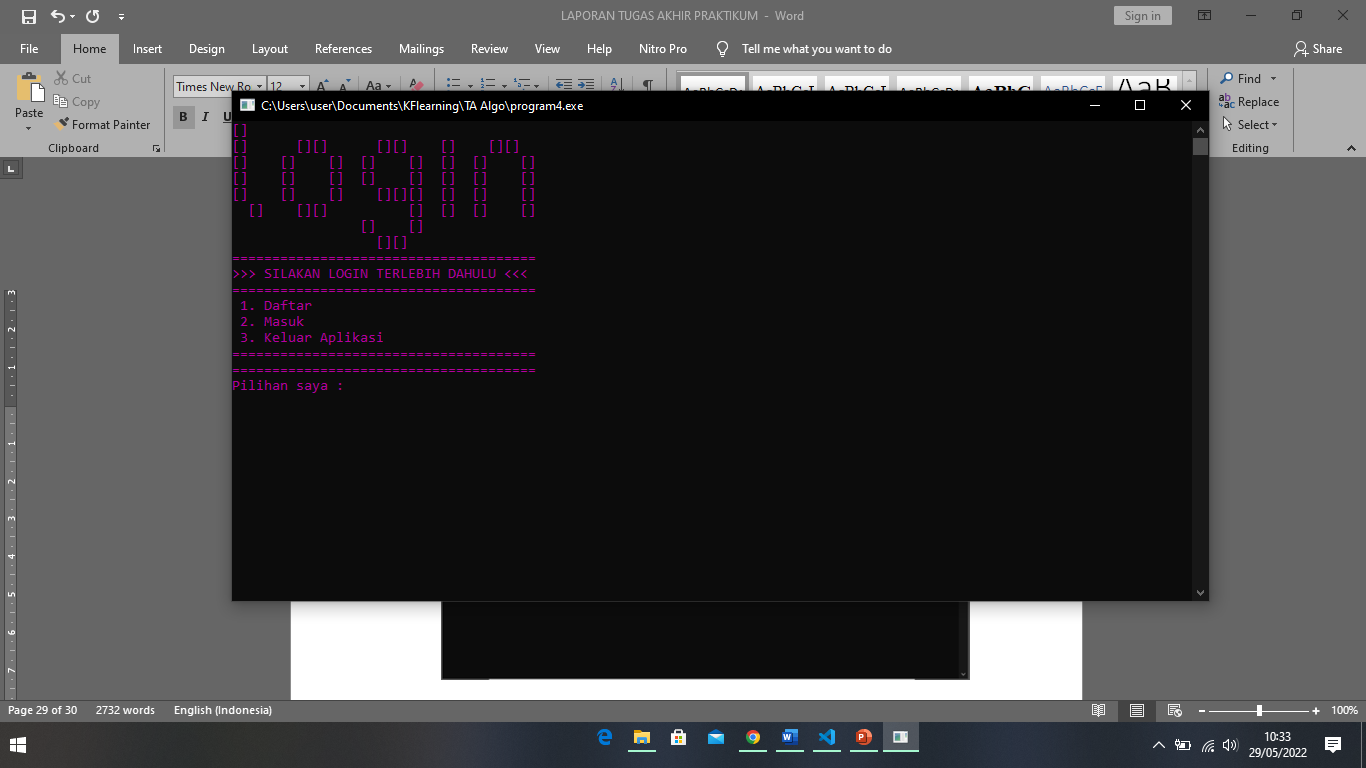 LAPORAN TUGAS AKHIR PRAKTIKUM - Word
Sign in
File Home Insert Design Layout References Mailings Review View Help Nitro Pro Tell me what you want to do Share
Paste
Cut
Copy
Format Painter
Clipboard
Times New Ro 12
B I U
Find
Replace
Select
Editing
C:\Users\user\Documents\KFlearning\TA Algo\program4.exe
login
======================================
>>> SILAKAN LOGIN TERLEBIH DAHULU <<<
======================================
1. Daftar
2. Masuk
3. Keluar Aplikasi
======================================
======================================
Pilihan saya :
Page 29 of 30 2732 words English (Indonesia) 100%
10:33
29/05/2022